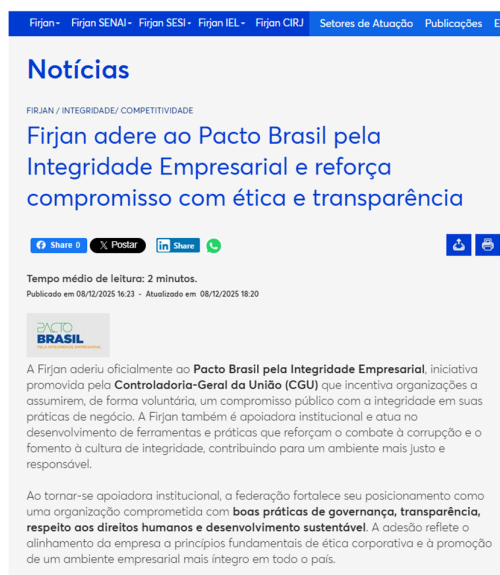 Firjan Firjan SENAI Firjan SESI Firjan IEL Firjan CIRJ Setores de Atuação Publicações E
Notícias
FIRJAN / INTEGRIDADE/ COMPETITIVIDADE
Firjan adere ao Pacto Brasil pela
Integridade Empresarial e reforça
compromisso com ética e transparência
Share 0 Postar in Share
Tempo médio de leitura: 2 minutos.
Publicado em 08/12/2025 16:23 - Atualizado em 08/12/2025 18:20
PACTO
BRASIL
PELA INTEGRIDADE EMPRESARIAL
A Firjan aderiu oficialmente ao Pacto Brasil pela Integridade Empresarial, iniciativa
promovida pela Controladoria-Geral da União (CGU) que incentiva organizações a
assumirem, de forma voluntária, um compromisso público com a integridade em suas
práticas de negócio. A Firjan também é apoiadora institucional e atua no
desenvolvimento de ferramentas e práticas que reforçam o combate à corrupção e o
fomento à cultura de integridade, contribuindo para um ambiente mais justo e
responsável.
Ao tornar-se apoiadora institucional, a federação fortalece seu posicionamento como
uma organização comprometida com boas práticas de governança, transparência,
respeito aos direitos humanos e desenvolvimento sustentável. A adesão reflete o
alinhamento da empresa a princípios fundamentais de ética corporativa e à promoção
de um ambiente empresarial mais íntegro em todo o país.